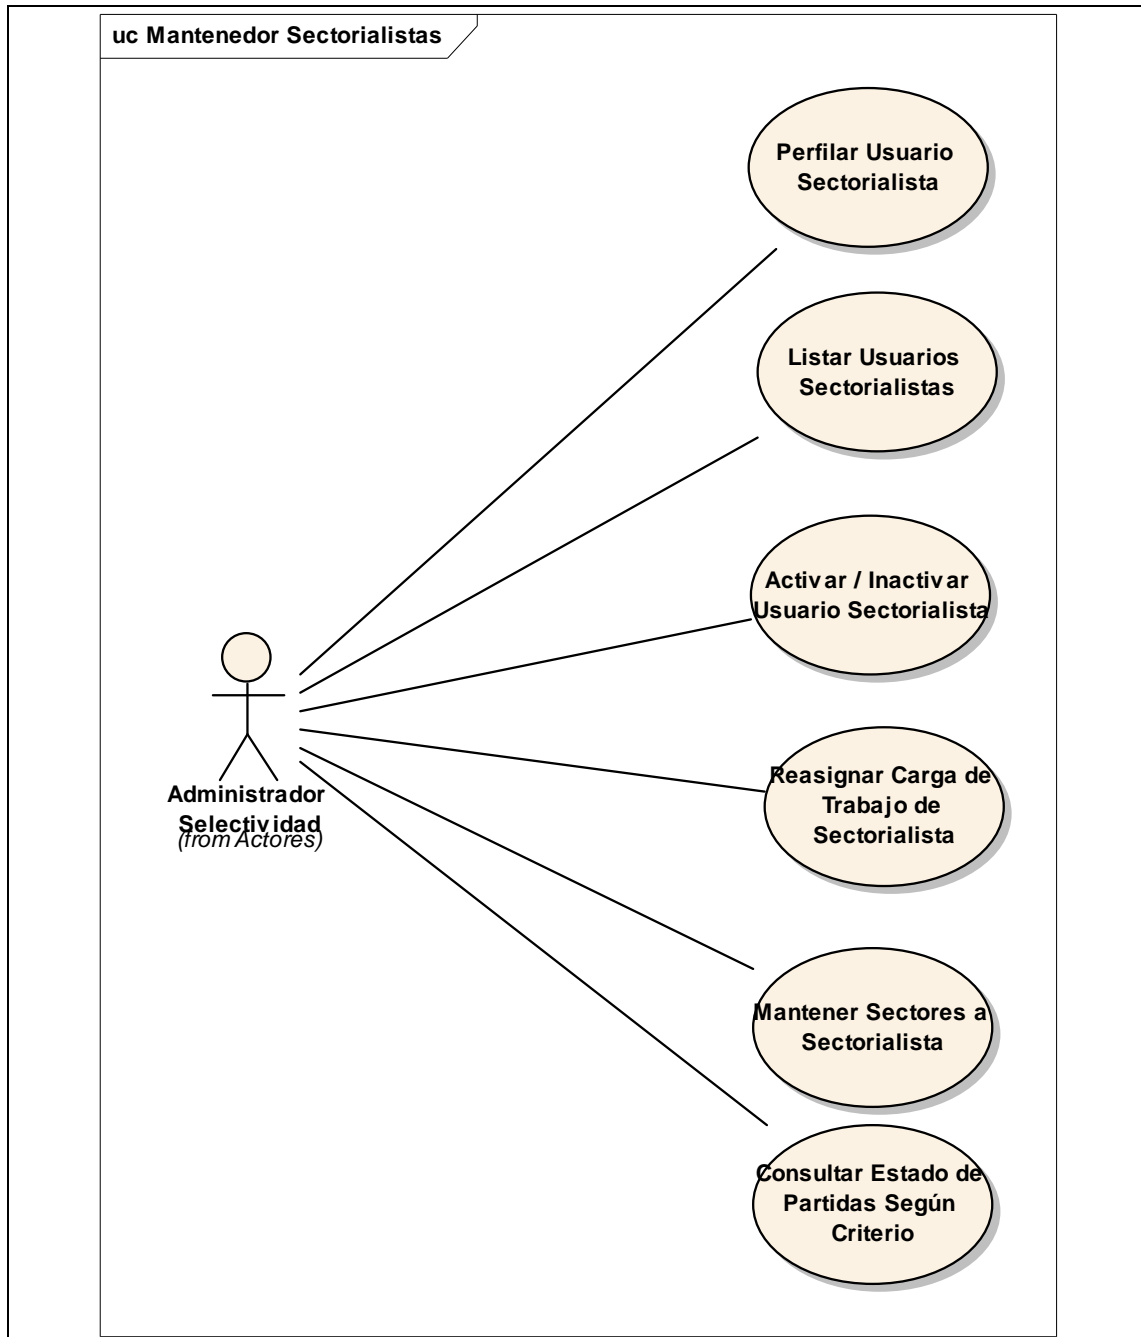 uc Mantenedor Sectorialistas
Perfilar Usuario
Sectorialista
Listar Usuarios
Sectorialistas
Activar / Inactivar
Usuario Sectorialista
Administrador
Selectividad
(from Actores)
Reasignar Carga de
Trabajo de
Sectorialista
Mantener Sectores a
Sectorialista
Consultar Estado de
Partidas Según
Criterio